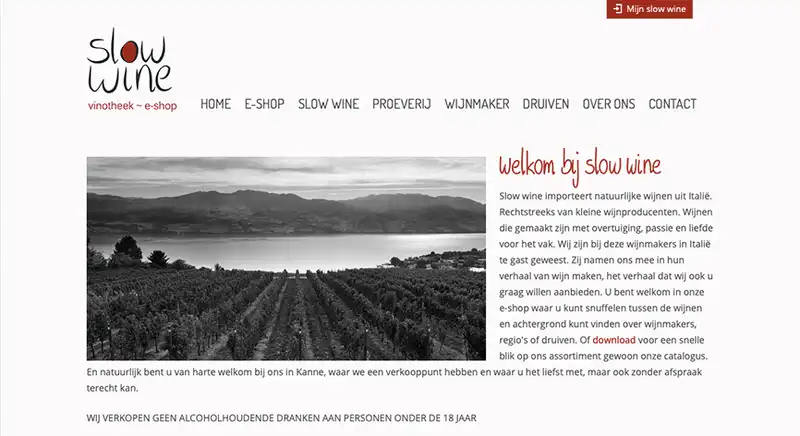 Mijn slow wine
slow
wine
vinotheek ~ e-shop
HOME E-SHOP SLOW WINE PROEVERIJ WIJNMAKER DRUIVEN OVER ONS CONTACT
welkom bij slow wine
Slow wine importeert natuurlijke wijnen uit Italië.
Rechtstreeks van kleine wijnproducenten. Wijnen
die gemaakt zijn met overtuiging, passie en liefde
voor het vak. Wij zijn bij deze wijnmakers in Italië
te gast geweest. Zij namen ons mee in hun
verhaal van wijn maken, het verhaal dat wij ook u
graag willen aanbieden. U bent welkom in onze
e-shop waar u kunt snuffelen tussen de wijnen
en achtergrond kunt vinden over wijnmakers,
regio's of druiven. Of download voor een snelle
blik op ons assortiment gewoon onze catalogus.
En natuurlijk bent u van harte welkom bij ons in Kanne, waar we een verkooppunt hebben en waar u het liefst met, maar ook zonder afspraak
terecht kan.
WIJ VERKOPEN GEEN ALCOHOLHOUDENDE DRANKEN AAN PERSONEN ONDER DE 18 JAAR